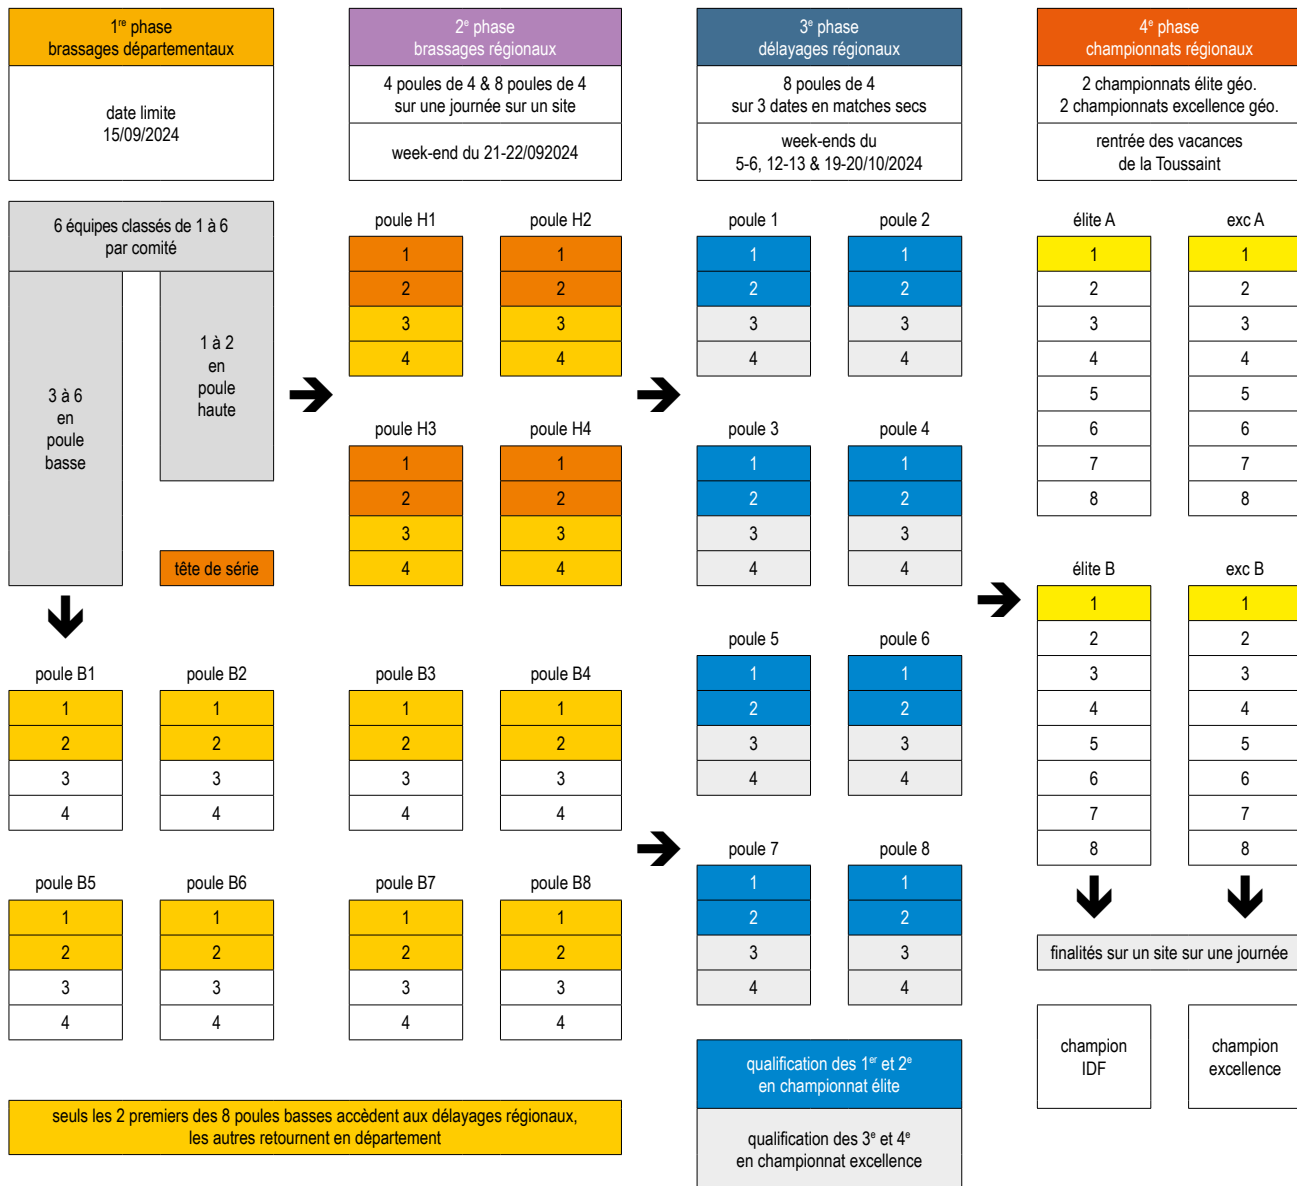 1re phase
brassages départementaux
date limite
15/09/2024
2e phase
brassages régionaux
4 poules de 4 & 8 poules de 4
sur une journée sur un site
week-end du 21-22/092024
3e phase
délayages régionaux
8 poules de 4
sur 3 dates en matches secs
week-ends du
5-6, 12-13 & 19-20/10/2024
4e phase
championnats régionaux
2 championnats élite géo.
2 championnats excellence géo.
rentrée des vacances
de la Toussaint
6 équipes classés de 1 à 6
par comité
3 à 6
en
poule
basse
1 à 2
en
poule
haute
tête de série
poule H1
1
2
3
4
poule H2
1
2
3
4
poule H3
1
2
3
4
poule H4
1
2
3
4
poule B1
1
2
3
4
poule B2
1
2
3
4
poule B3
1
2
3
4
poule B4
1
2
3
4
poule B5
1
2
3
4
poule B6
1
2
3
4
poule B7
1
2
3
4
poule B8
1
2
3
4
seuls les 2 premiers des 8 poules basses accèdent aux délayages régionaux,
les autres retournent en département
poule 1
1
2
3
4
poule 2
1
2
3
4
poule 3
1
2
3
4
poule 4
1
2
3
4
poule 5
1
2
3
4
poule 6
1
2
3
4
poule 7
1
2
3
4
poule 8
1
2
3
4
qualification des 1er et 2e
en championnat élite
qualification des 3e et 4e
en championnat excellence
élite A
1
2
3
4
5
6
7
8
exc A
1
2
3
4
5
6
7
8
élite B
1
2
3
4
5
6
7
8
exc B
1
2
3
4
5
6
7
8
finalités sur un site sur une journée
champion
IDF
champion
excellence